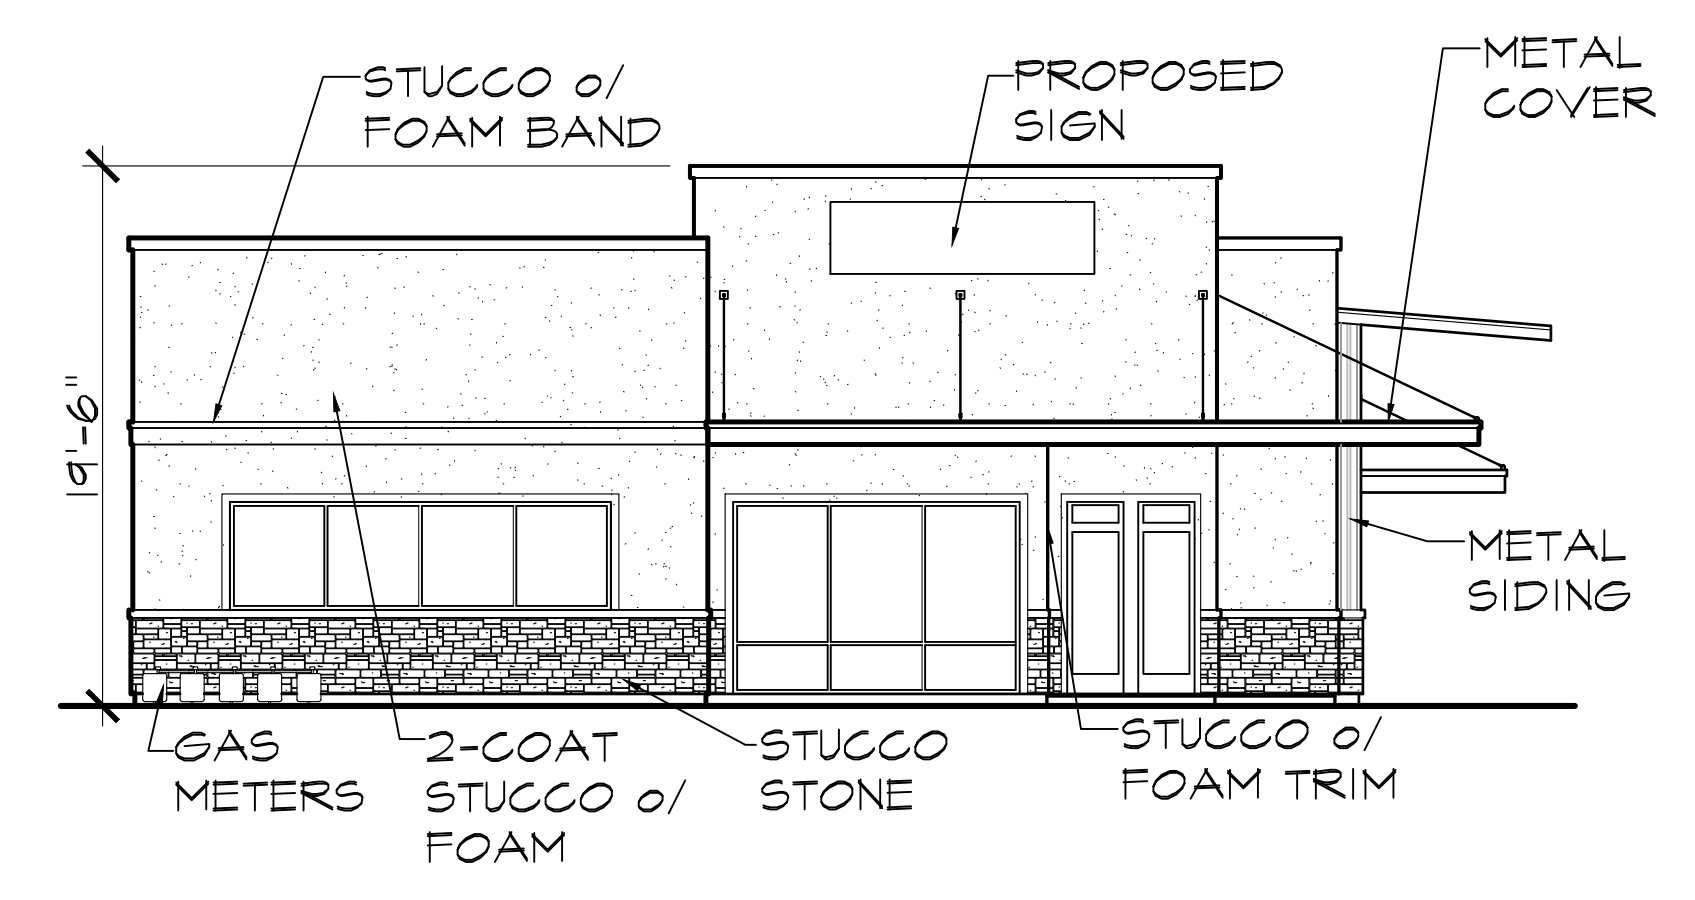 STUCCO o/
FOAM BAND
PROPOSED
SIGN
METAL
COVER
19'-6"
METAL
SIDING
GAS
METERS
2-COAT
STUCCO o/
FOAM
STUCCO
STONE
STUCCO o/
FOAM TRIM